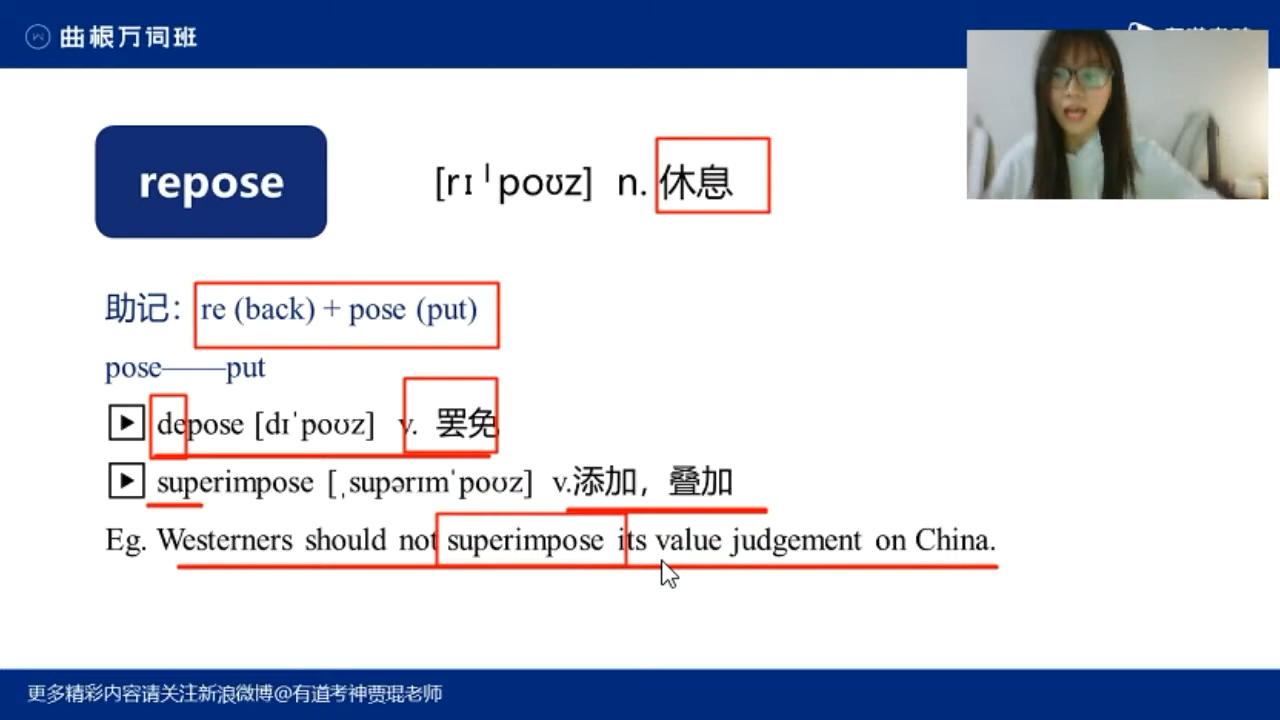 曲根万词班
repose
[rɪˈpoʊz] n. 休息
助记：re (back) + pose (put)
pose——put
depose [dɪˈpoʊz] v. 罢免
superimpose [ˌsupərɪmˈpoʊz] v.添加，叠加
Eg. Westerners should not superimpose its value judgement on China.
更多精彩内容请关注新浪微博@有道考神贾琨老师